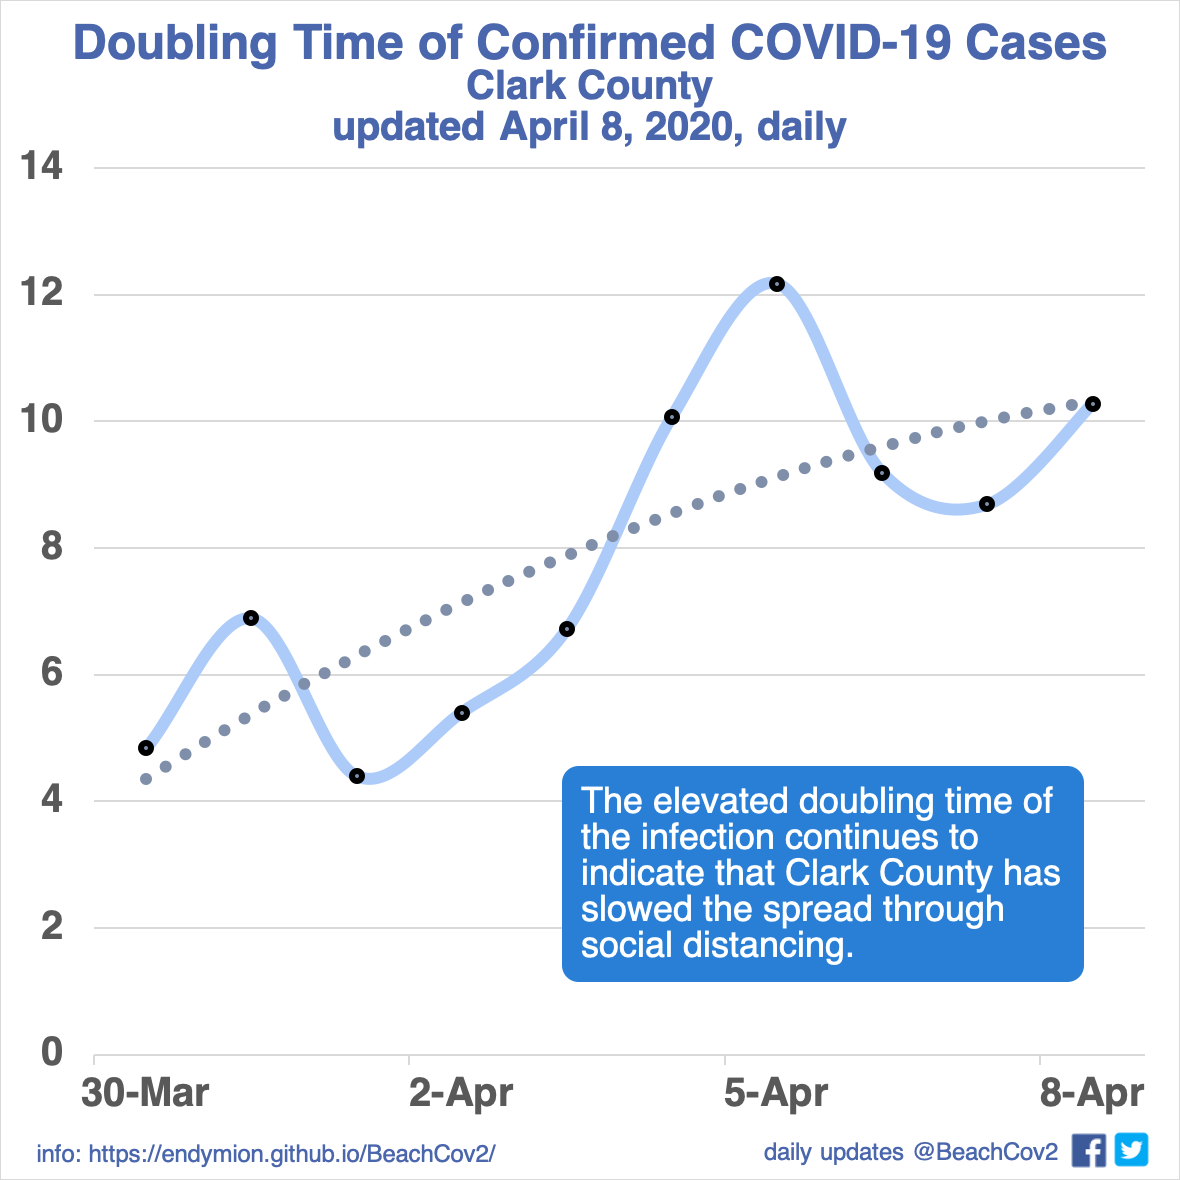 Doubling Time of Confirmed COVID-19 Cases
Clark County
updated April 8, 2020, daily
14
12
10
8
6
4
2
0
The elevated doubling time of
the infection continues to
indicate that Clark County has
slowed the spread through
social distancing.
30-Mar
2-Apr
5-Apr
8-Apr
info: https://endymion.github.io/BeachCov2/
daily updates @BeachCov2